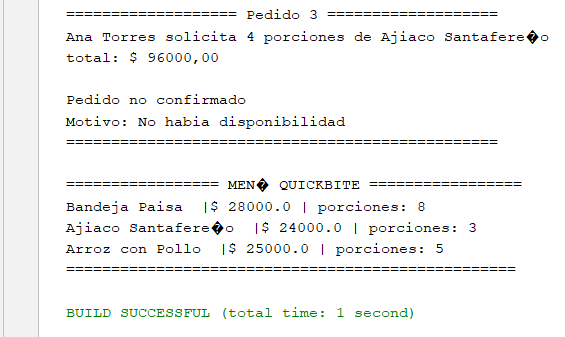 =================== Pedido 3 ===================
Ana Torres solicita 4 porciones de Ajiaco Santafere�o
total: $ 96000,00
Pedido no confirmado
Motivo: No habia disponibilidad
================================================
================= MEN� QUICKBITE =================
Bandeja Paisa  |$ 28000.0 | porciones: 8
Ajiaco Santafere�o  |$ 24000.0 | porciones: 3
Arroz con Pollo  |$ 25000.0 | porciones: 5
==================================================
BUILD SUCCESSFUL (total time: 1 second)